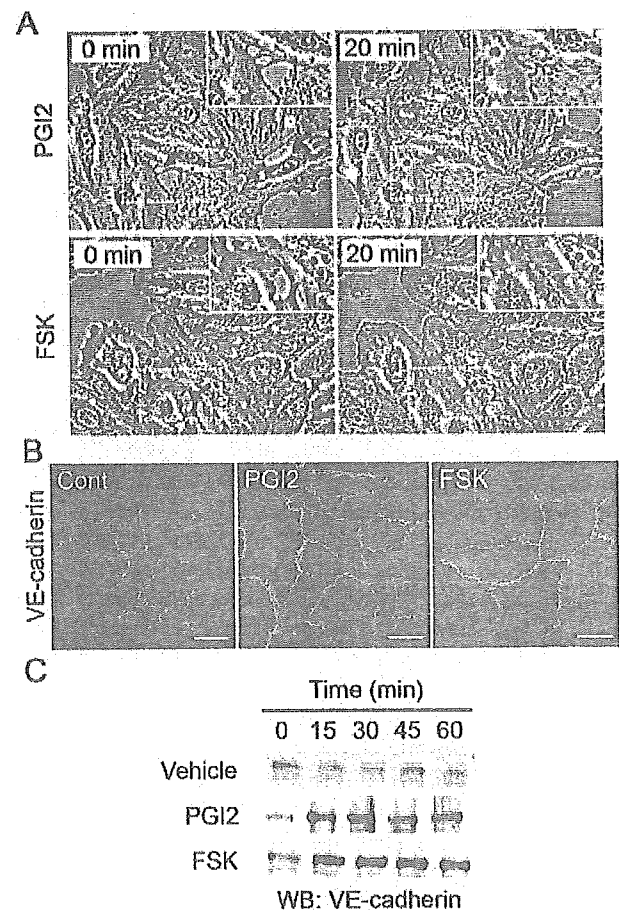 A
0 min 20 min
PGI2
0 min 20 min
FSK
B
Cont PGI2 FSK
VE-cadherin
C
Time (min)
0 15 30 45 60
Vehicle
PGI2
FSK
WB: VE-cadherin